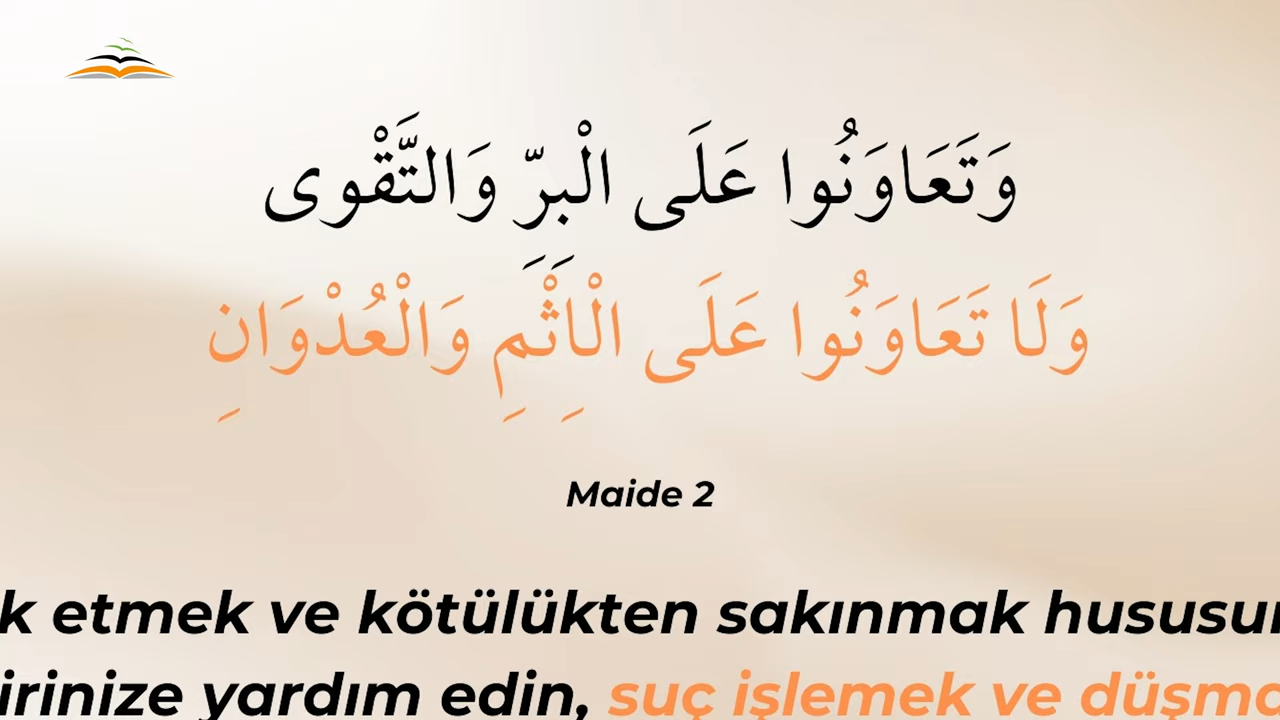 وَتَعَاوَنُوا عَلَى الْبِرِّ وَالتَّقْوٰى
وَلَا تَعَاوَنُوا عَلَى الْاِثْمِ وَالْعُدْوَانِ
Maide 2
k etmek ve kötülükten sakınmak hususun
irinize yardım edin, suç işlemek ve düşma